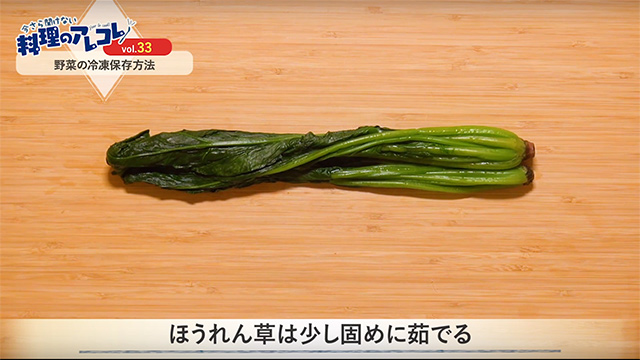 今さら聞けない
料理のアレコレ
vol.33
野菜の冷凍保存方法
ほうれん草は少し固めに茹でる